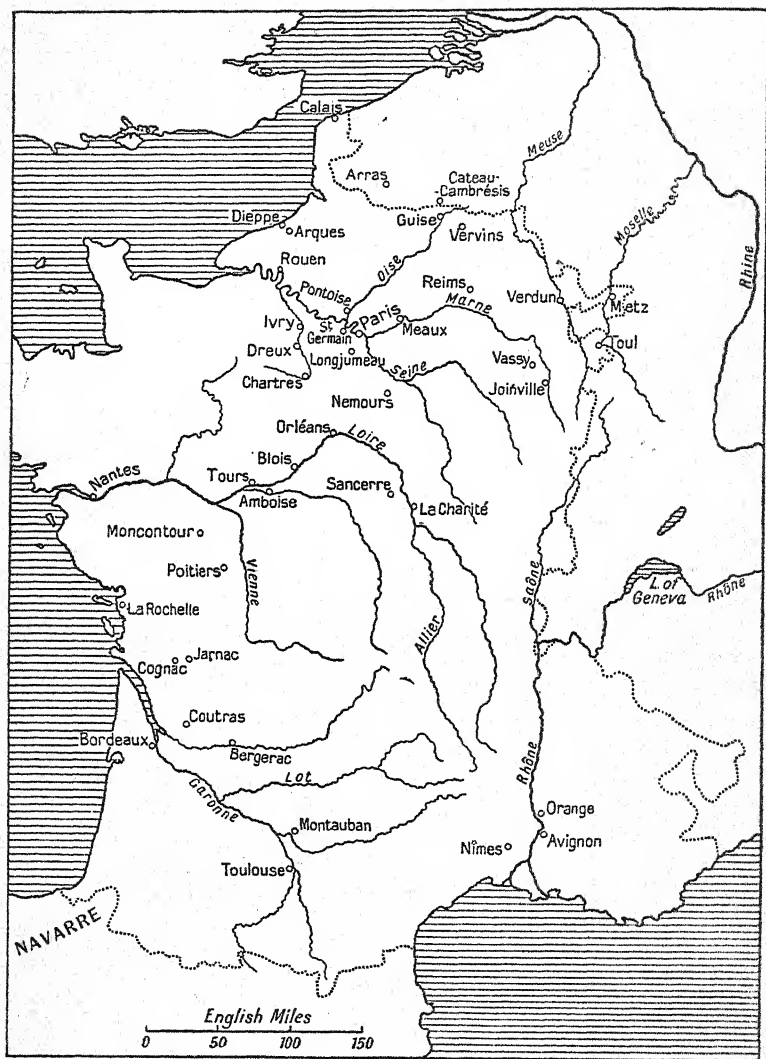 Calais
Meuse
Arras
Cateau-
Cambrésis
Moselle
Dieppe
Arques
Guise
Vervins
Rhine
Rouen
Oise
Pontoise
Reims
Marne
Verdun
Metz
Ivry
St
Germain
Paris
Meaux
Toul
Dreux
Longjumeau
Vassy
Seine
Joinville
Chartres
Nemours
Orléans
Loire
Blois
Nantes
Tours
Amboise
Sancerre
La Charité
Moncontour
Poitiers
Vienne
Saône
L. of
Geneva
Rhône
La Rochelle
Allier
Cognac
Jarnac
Coutras
Bordeaux
Bergerac
Rhône
Lot
Garonne
Orange
Montauban
Avignon
Nîmes
Toulouse
NAVARRE
English Miles
0 50 100 150